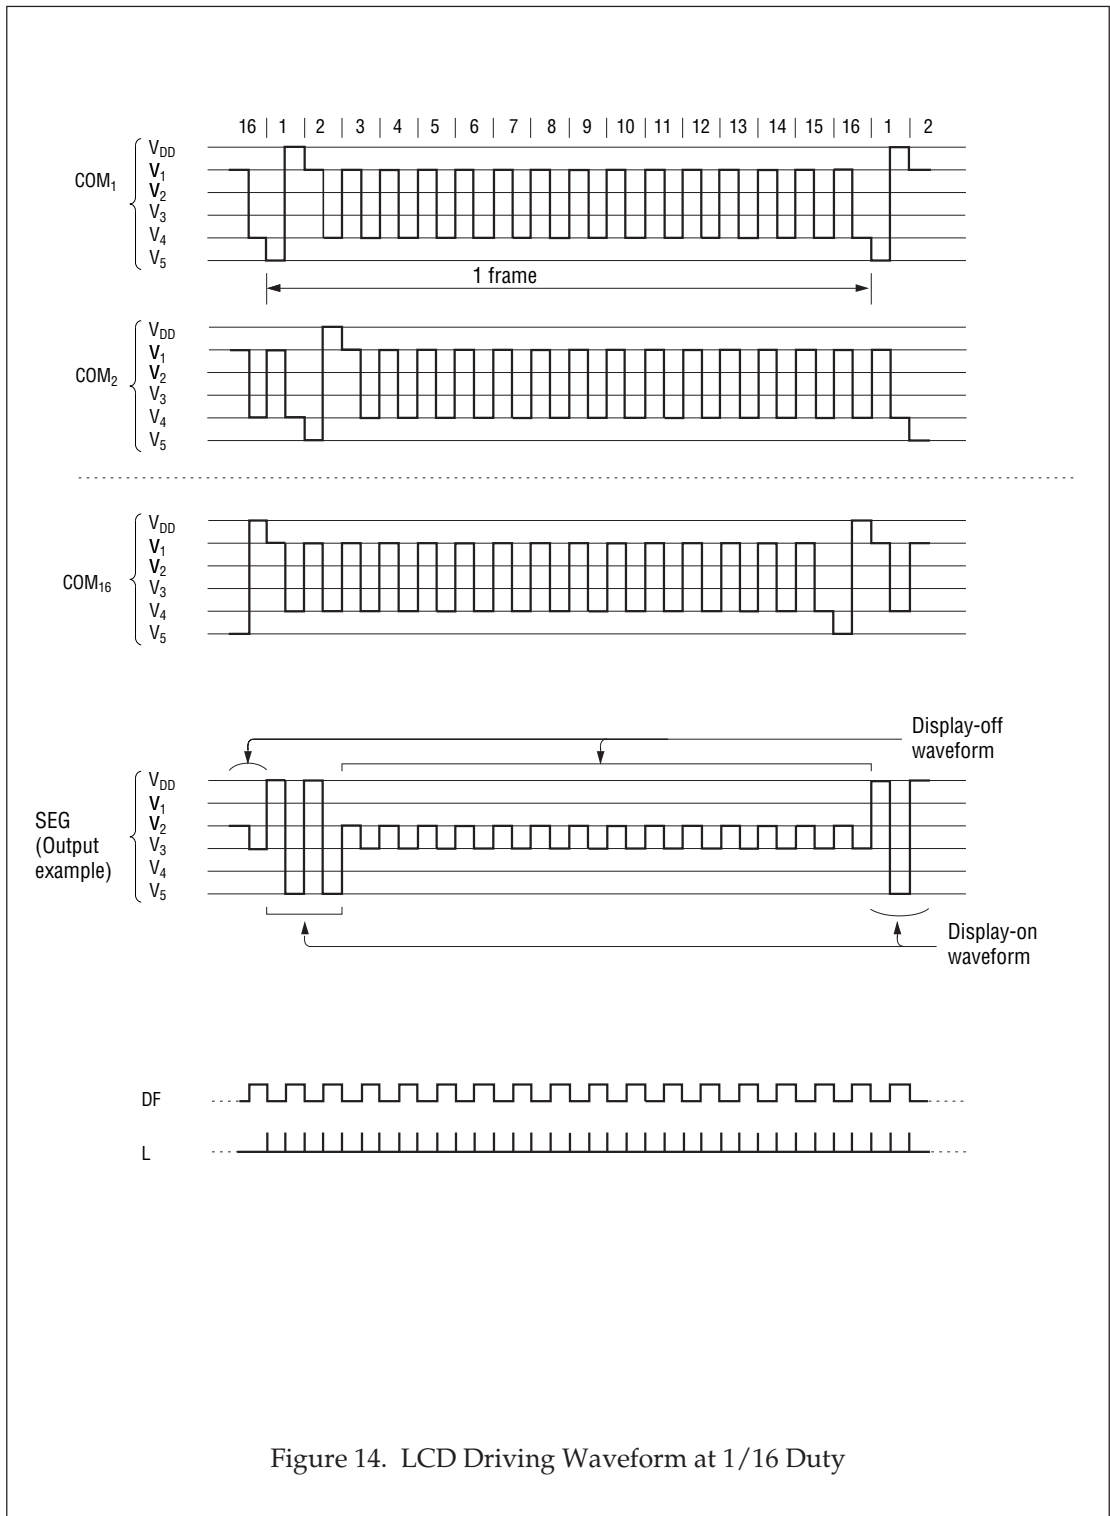 16 | 1 | 2 | 3 | 4 | 5 | 6 | 7 | 8 | 9 | 10 | 11 | 12 | 13 | 14 | 15 | 16 | 1 | 2
COM1
VDD
V1
V2
V3
V4
V5
1 frame
COM2
VDD
V1
V2
V3
V4
V5
COM16
VDD
V1
V2
V3
V4
V5
Display-off
waveform
SEG
(Output
example)
VDD
V1
V2
V3
V4
V5
Display-on
waveform
DF
L
Figure 14. LCD Driving Waveform at 1/16 Duty